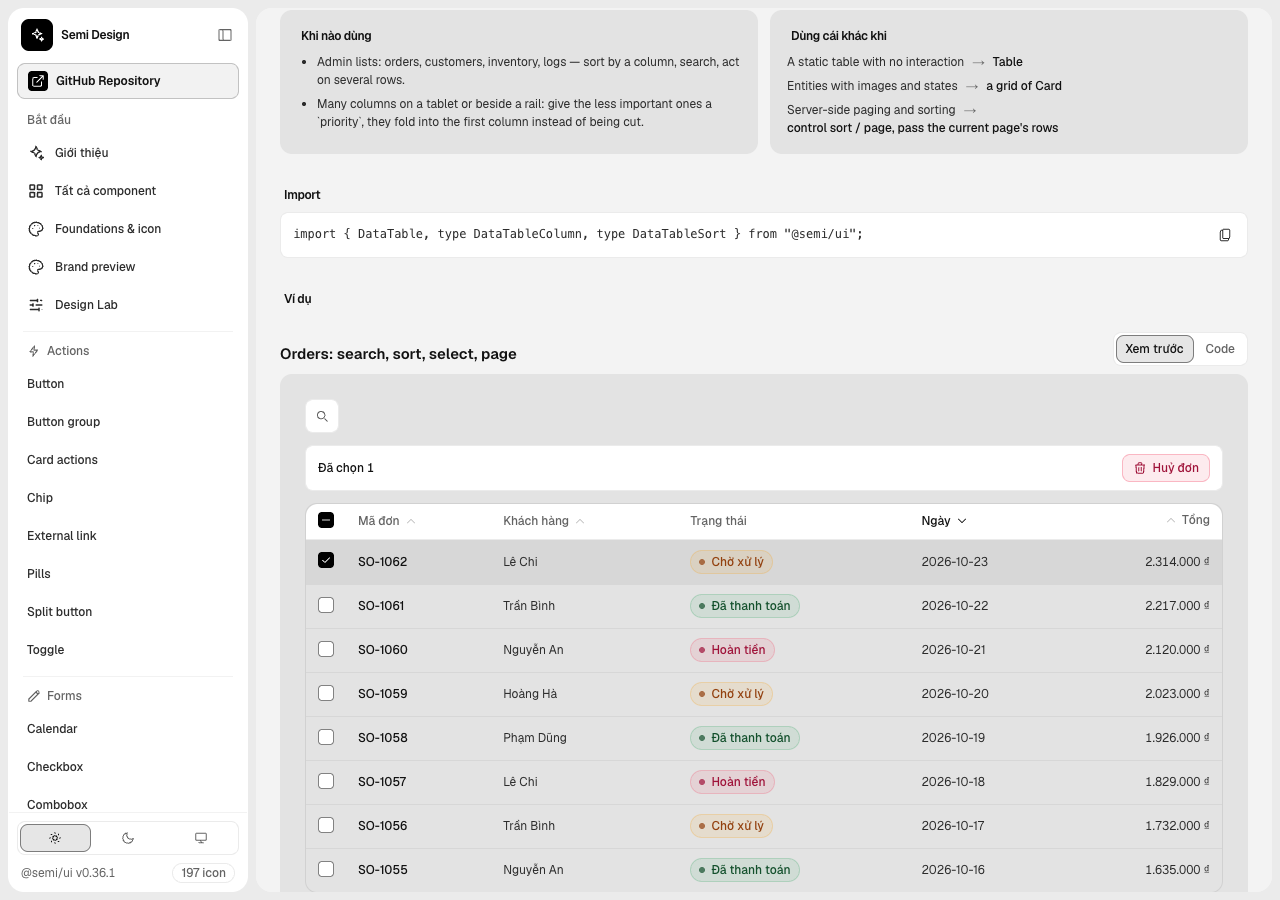 Semi Design
GitHub Repository
Bắt đầu
Giới thiệu
Tất cả component
Foundations & icon
Brand preview
Design Lab
Actions
Button
Button group
Card actions
Chip
External link
Pills
Split button
Toggle
Forms
Calendar
Checkbox
Combobox
@semi/ui v0.36.1
197 icon
Khi nào dùng
Admin lists: orders, customers, inventory, logs — sort by a column, search, act
on several rows.
Many columns on a tablet or beside a rail: give the less important ones a
`priority`, they fold into the first column instead of being cut.
Dùng cái khác khi
A static table with no interaction → Table
Entities with images and states → a grid of Card
Server-side paging and sorting →
control sort / page, pass the current page's rows
Import
import { DataTable, type DataTableColumn, type DataTableSort } from "@semi/ui";
Ví dụ
Orders: search, sort, select, page
Xem trước Code
Đã chọn 1
Huỷ đơn
Mã đơn Khách hàng Trạng thái Ngày Tổng
SO-1062 Lê Chi Chờ xử lý 2026-10-23 2.314.000 ₫
SO-1061 Trần Bình Đã thanh toán 2026-10-22 2.217.000 ₫
SO-1060 Nguyễn An Hoàn tiền 2026-10-21 2.120.000 ₫
SO-1059 Hoàng Hà Chờ xử lý 2026-10-20 2.023.000 ₫
SO-1058 Phạm Dũng Đã thanh toán 2026-10-19 1.926.000 ₫
SO-1057 Lê Chi Hoàn tiền 2026-10-18 1.829.000 ₫
SO-1056 Trần Bình Chờ xử lý 2026-10-17 1.732.000 ₫
SO-1055 Nguyễn An Đã thanh toán 2026-10-16 1.635.000 ₫